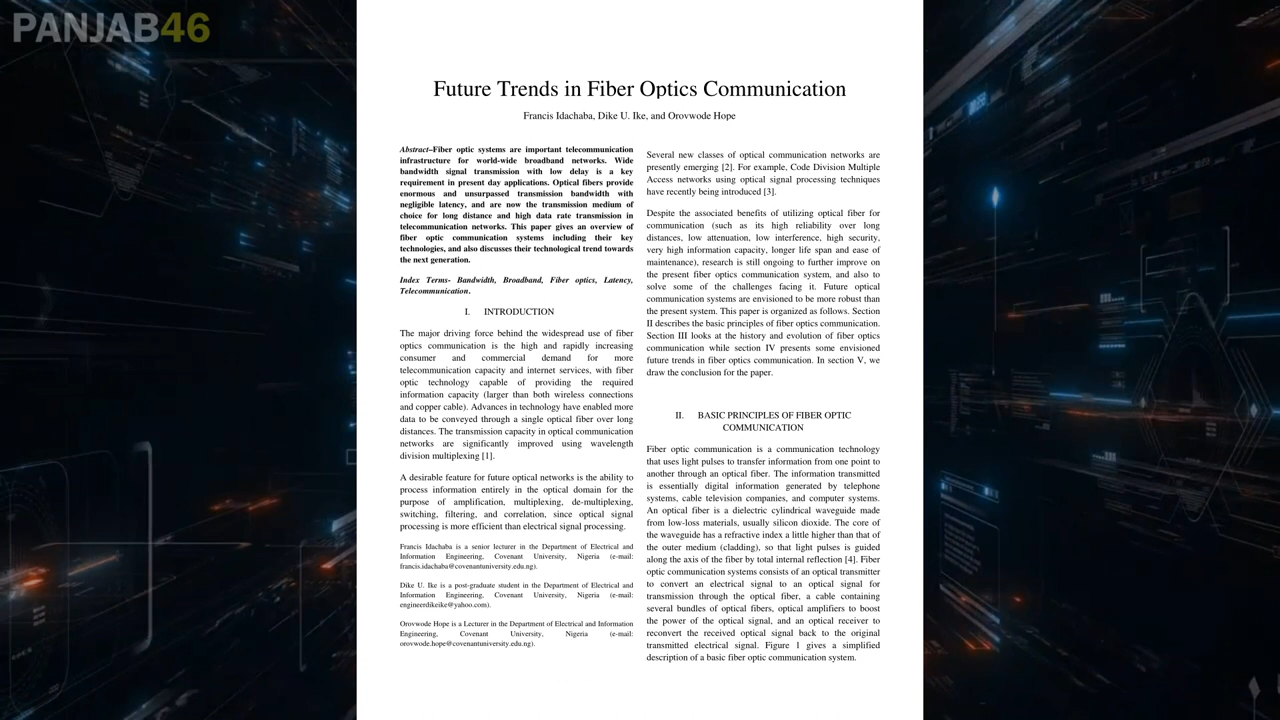 PANJAB46
Future Trends in Fiber Optics Communication
Francis Idachaba, Dike U. Ike, and Orovwode Hope
Abstract–Fiber optic systems are important telecommunication
infrastructure for world-wide broadband networks. Wide
bandwidth signal transmission with low delay is a key
requirement in present day applications. Optical fibers provide
enormous and unsurpassed transmission bandwidth with
negligible latency, and are now the transmission medium of
choice for long distance and high data rate transmission in
telecommunication networks. This paper gives an overview of
fiber optic communication systems including their key
technologies, and also discusses their technological trend towards
the next generation.
Index Terms- Bandwidth, Broadband, Fiber optics, Latency,
Telecommunication.
I. INTRODUCTION
The major driving force behind the widespread use of fiber
optics communication is the high and rapidly increasing
consumer and commercial demand for more
telecommunication capacity and internet services, with fiber
optic technology capable of providing the required
information capacity (larger than both wireless connections
and copper cable). Advances in technology have enabled more
data to be conveyed through a single optical fiber over long
distances. The transmission capacity in optical communication
networks are significantly improved using wavelength
division multiplexing [1].
A desirable feature for future optical networks is the ability to
process information entirely in the optical domain for the
purpose of amplification, multiplexing, de-multiplexing,
switching, filtering, and correlation, since optical signal
processing is more efficient than electrical signal processing.
Francis Idachaba is a senior lecturer in the Department of Electrical and
Information Engineering, Covenant University, Nigeria (e-mail:
francis.idachaba@covenantuniversity.edu.ng).
Dike U. Ike is a post-graduate student in the Department of Electrical and
Information Engineering, Covenant University, Nigeria (e-mail:
engineerdikeike@yahoo.com).
Orovwode Hope is a Lecturer in the Department of Electrical and Information
Engineering, Covenant University, Nigeria (e-mail:
orovwode.hope@covenantuniversity.edu.ng).
Several new classes of optical communication networks are
presently emerging [2]. For example, Code Division Multiple
Access networks using optical signal processing techniques
have recently being introduced [3].
Despite the associated benefits of utilizing optical fiber for
communication (such as its high reliability over long
distances, low attenuation, low interference, high security,
very high information capacity, longer life span and ease of
maintenance), research is still ongoing to further improve on
the present fiber optics communication system, and also to
solve some of the challenges facing it. Future optical
communication systems are envisioned to be more robust than
the present system. This paper is organized as follows. Section
II describes the basic principles of fiber optics communication.
Section III looks at the history and evolution of fiber optics
communication while section IV presents some envisioned
future trends in fiber optics communication. In section V, we
draw the conclusion for the paper.
II. BASIC PRINCIPLES OF FIBER OPTIC
COMMUNICATION
Fiber optic communication is a communication technology
that uses light pulses to transfer information from one point to
another through an optical fiber. The information transmitted
is essentially digital information generated by telephone
systems, cable television companies, and computer systems.
An optical fiber is a dielectric cylindrical waveguide made
from low-loss materials, usually silicon dioxide. The core of
the waveguide has a refractive index a little higher than that of
the outer medium (cladding), so that light pulses is guided
along the axis of the fiber by total internal reflection [4]. Fiber
optic communication systems consists of an optical transmitter
to convert an electrical signal to an optical signal for
transmission through the optical fiber, a cable containing
several bundles of optical fibers, optical amplifiers to boost
the power of the optical signal, and an optical receiver to
reconvert the received optical signal back to the original
transmitted electrical signal. Figure 1 gives a simplified
description of a basic fiber optic communication system.